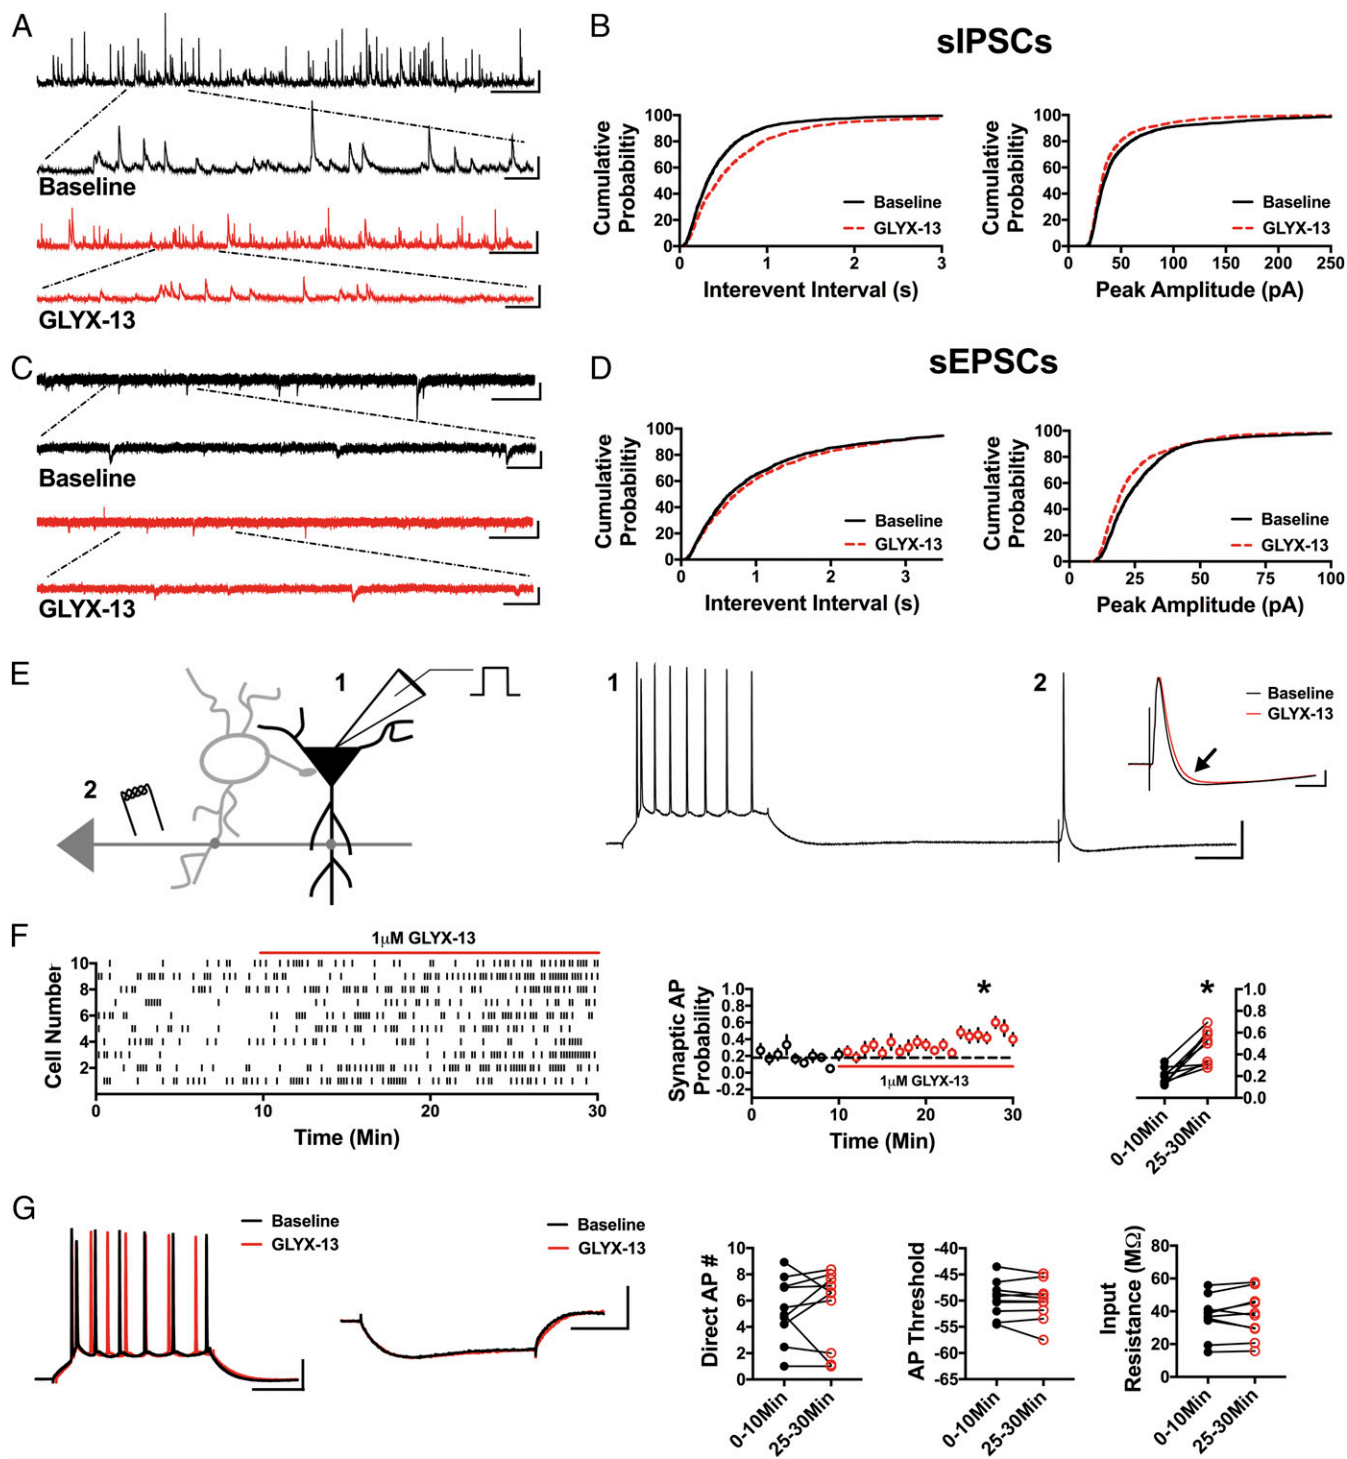 A
B
sIPSCs
Baseline
GLYX-13
Cumulative
Probabiltiy
100
80
60
40
20
0
0 1 2 3
Interevent Interval (s)
Baseline
GLYX-13
Cumulative
Probabiltiy
100
80
60
40
20
0
0 50 100 150 200 250
Peak Amplitude (pA)
Baseline
GLYX-13
C
D
sEPSCs
Baseline
GLYX-13
Cumulative
Probabiltiy
100
80
60
40
20
0
0 1 2 3
Interevent Interval (s)
Baseline
GLYX-13
Cumulative
Probabiltiy
100
80
60
40
20
0
0 25 50 75 100
Peak Amplitude (pA)
Baseline
GLYX-13
E
1
2
1
2
Baseline
GLYX-13
F
1μM GLYX-13
Cell Number
10
8
6
4
2
0 10 20 30
Time (Min)
Synaptic AP
Probability
1.0
0.8
0.6
0.4
0.2
0.0
-0.2
*
1μM GLYX-13
0 10 20 30
Time (Min)
*
1.0
0.8
0.6
0.4
0.2
0.0
0-10Min
25-30Min
G
Baseline
GLYX-13
Baseline
GLYX-13
Direct AP #
10
8
6
4
2
0
0-10Min
25-30Min
AP Threshold
-40
-45
-50
-55
-60
-65
0-10Min
25-30Min
Input
Resistance (MΩ)
80
60
40
20
0
0-10Min
25-30Min